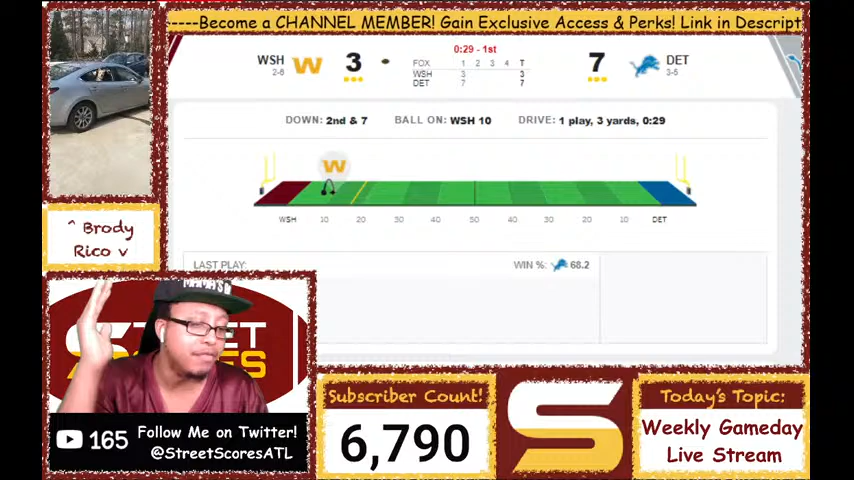 ----Become a CHANNEL MEMBER! Gain Exclusive Access & Perks! Link in Descript
WSH
2-6
W
3
0:29 - 1st
FOX 1 2 3 4 T
WSH 3 3
DET 7 7
7
DET
3-5
DOWN: 2nd & 7
BALL ON: WSH 10
DRIVE: 1 play, 3 yards, 0:29
W
WSH 10 20 30 40 50 40 30 20 10 DET
LAST PLAY:
WIN %: 68.2
^ Brody
Rico v
STREET
SCORES
165
Follow Me on Twitter!
@StreetScoresATL
Subscriber Count!
6,790
S
Today's Topic:
Weekly Gameday
Live Stream